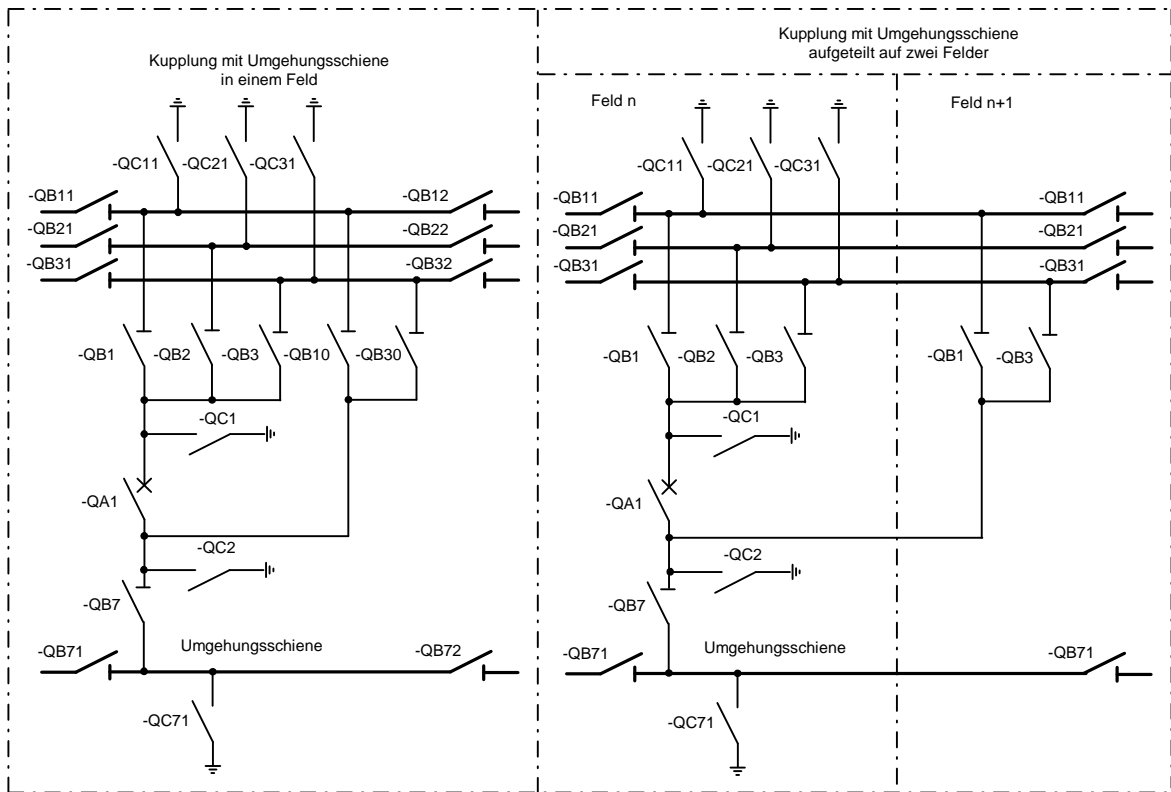 Kupplung mit Umgehungsschiene
in einem Feld
-QC11
-QC21
-QC31
-QB11
-QB12
-QB21
-QB22
-QB31
-QB32
-QB1
-QB2
-QB3
-QB10
-QB30
-QC1
-QA1
-QC2
-QB7
-QB71
Umgehungsschiene
-QB72
-QC71
Kupplung mit Umgehungsschiene
aufgeteilt auf zwei Felder
Feld n
Feld n+1
-QC11
-QC21
-QC31
-QB11
-QB11
-QB21
-QB21
-QB31
-QB31
-QB1
-QB2
-QB3
-QB1
-QB3
-QC1
-QA1
-QC2
-QB7
-QB71
Umgehungsschiene
-QB71
-QC71